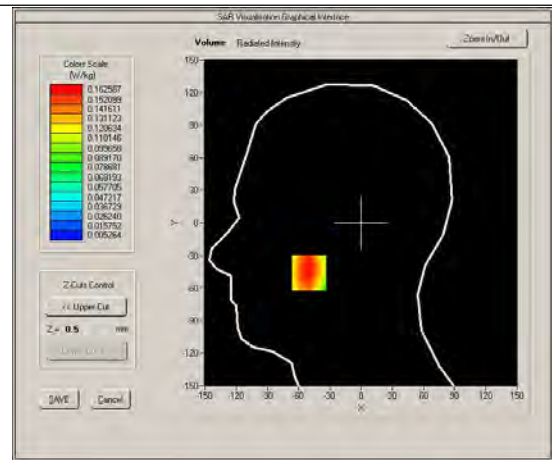 SAR Visualisation Graphical Interface
Volume Radiated Intensity
Zoom In/Out
Colors Scale
(W/kg)
0.162587
0.152099
0.141611
0.131123
0.120634
0.110146
0.099658
0.089170
0.078681
0.068193
0.057705
0.047217
0.036729
0.026240
0.015752
0.005264
Z-Cuts Control
<< Upper Cut
Z = 0.5 mm
SAVE
Cancel
Y
150
120
90
60
30
0
-30
-60
-90
-120
-150
-150 -120 -90 -60 -30 0 30 60 90 120 150
X